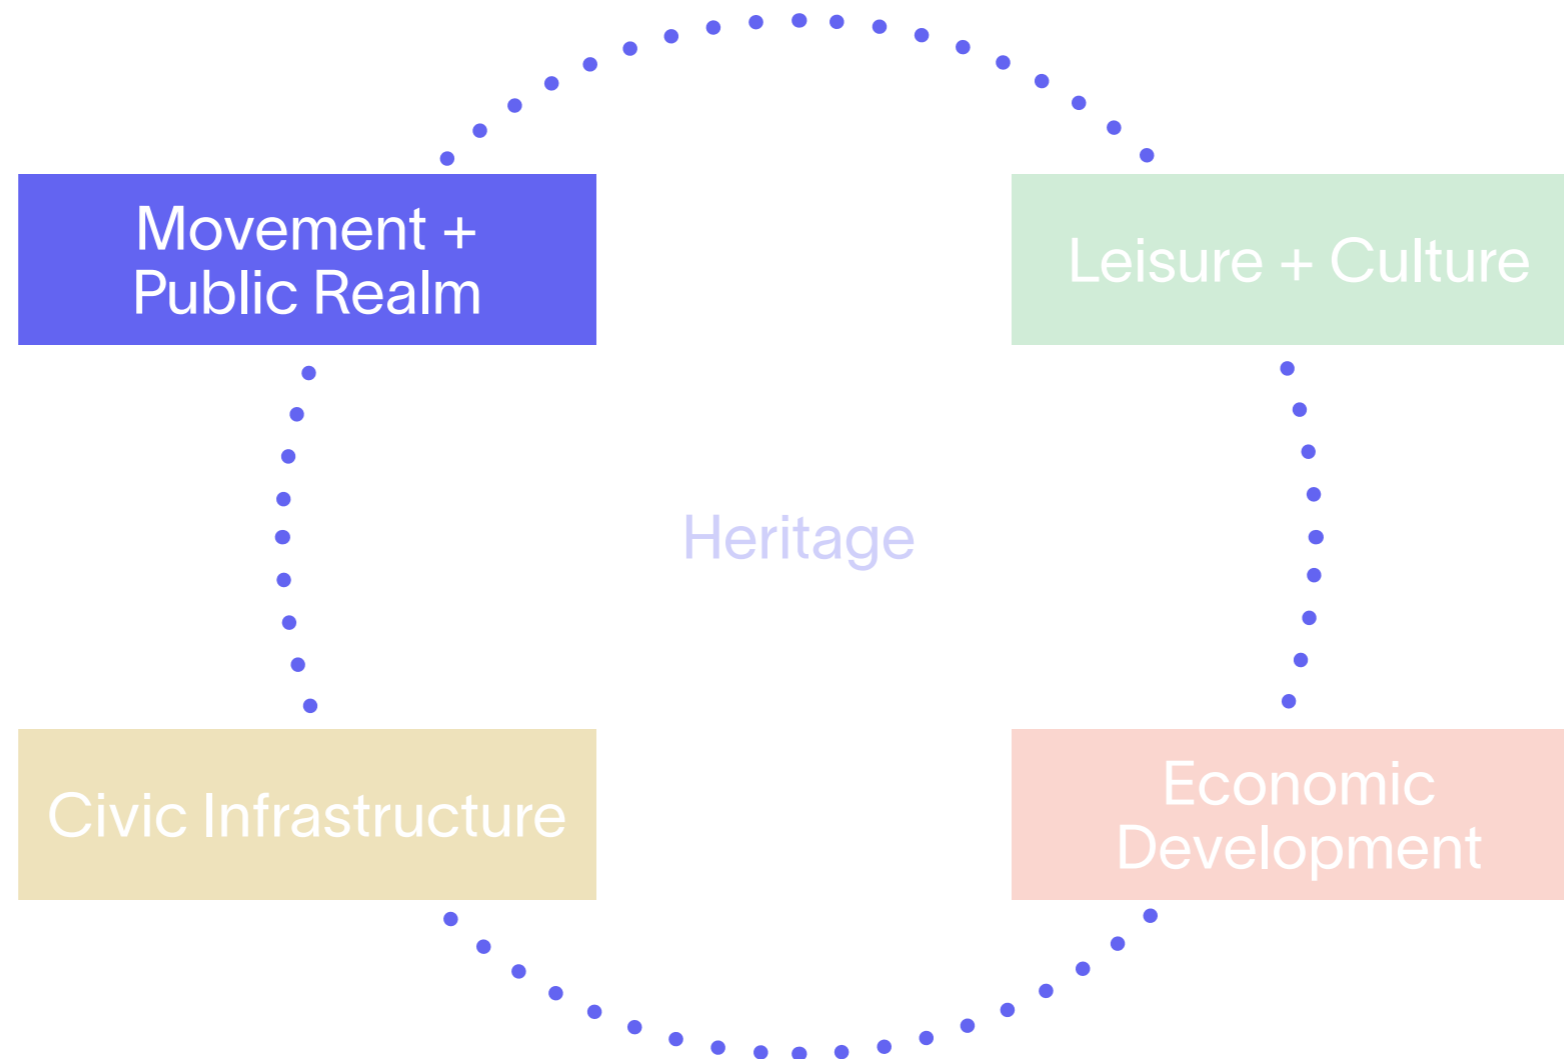 Movement +
Public Realm
Leisure + Culture
Heritage
Civic Infrastructure
Economic
Development